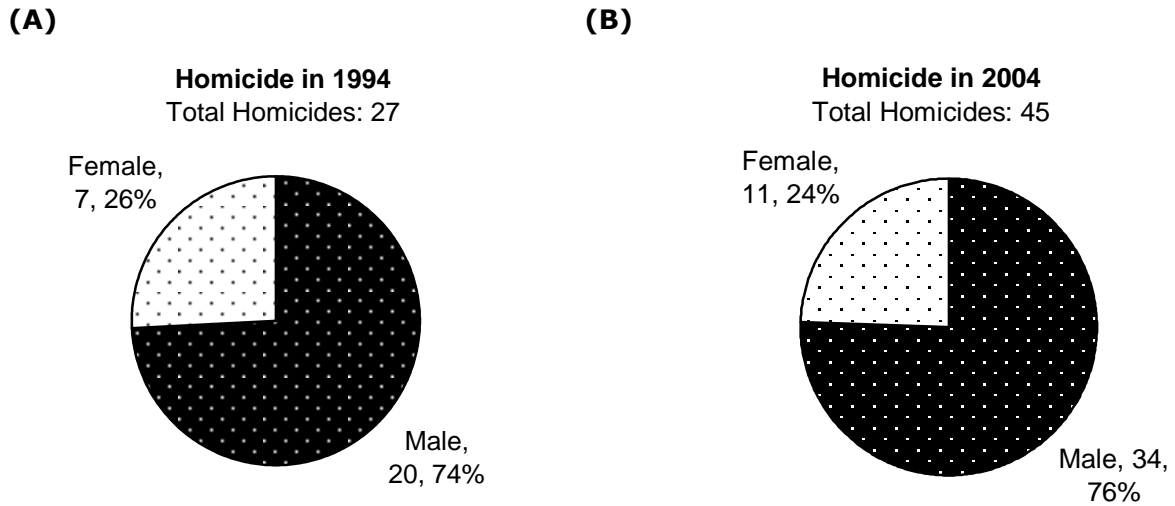 (A)
Homicide in 1994
Total Homicides: 27
Female,
7, 26%
Male,
20, 74%
(B)
Homicide in 2004
Total Homicides: 45
Female,
11, 24%
Male, 34,
76%